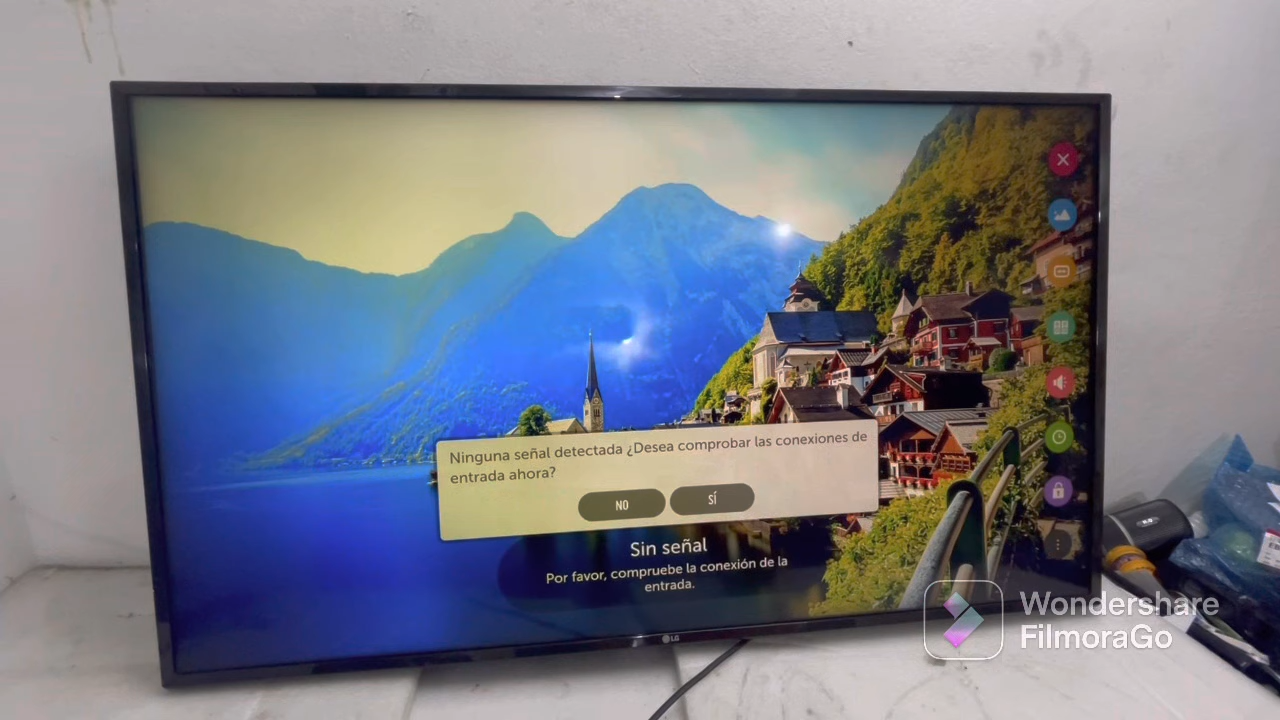 Ninguna señal detectada ¿Desea comprobar las conexiones de
entrada ahora?
NO
SÍ
Sin señal
Por favor, compruebe la conexión de la
entrada.
LG
Wondershare
FilmoraGo